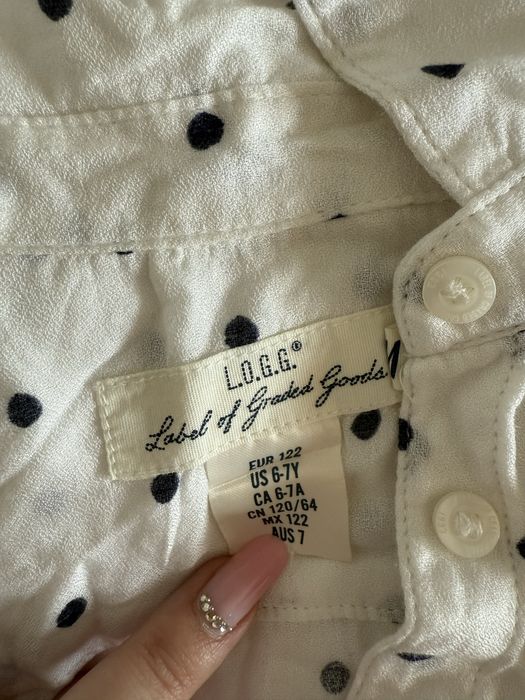 L.O.G.G.®
Label of Graded Goods
EUR 122
US 6-7Y
CA 6-7A
CN 120/64
MX 122
AUS 7